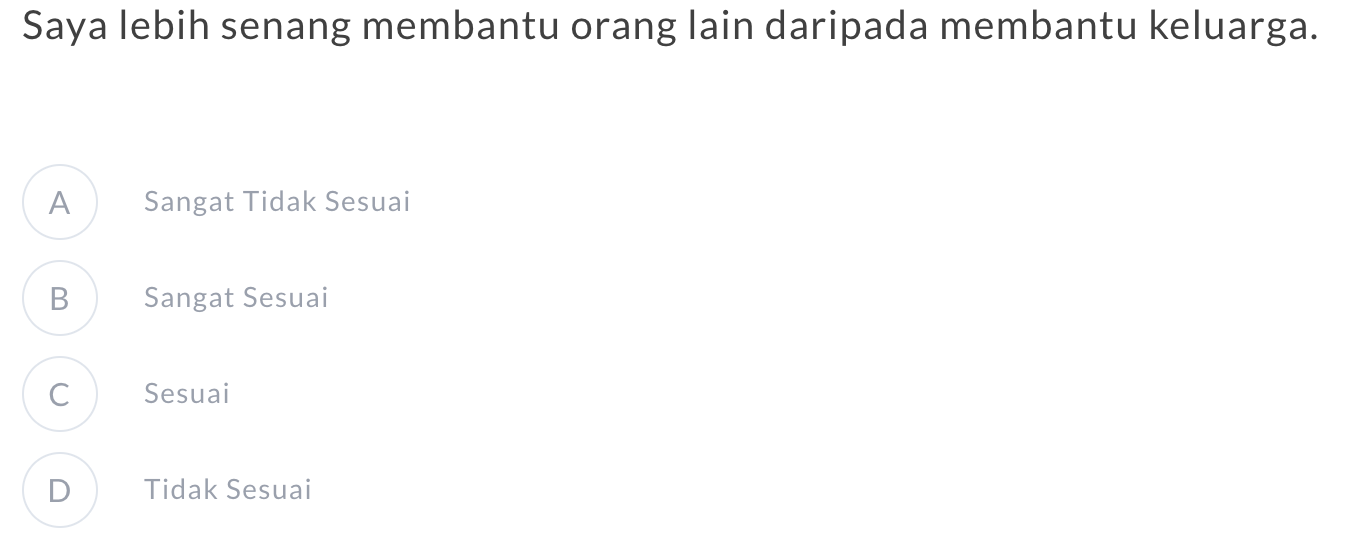 Saya lebih senang membantu orang lain daripada membantu keluarga.
A Sangat Tidak Sesuai
B Sangat Sesuai
C Sesuai
D Tidak Sesuai